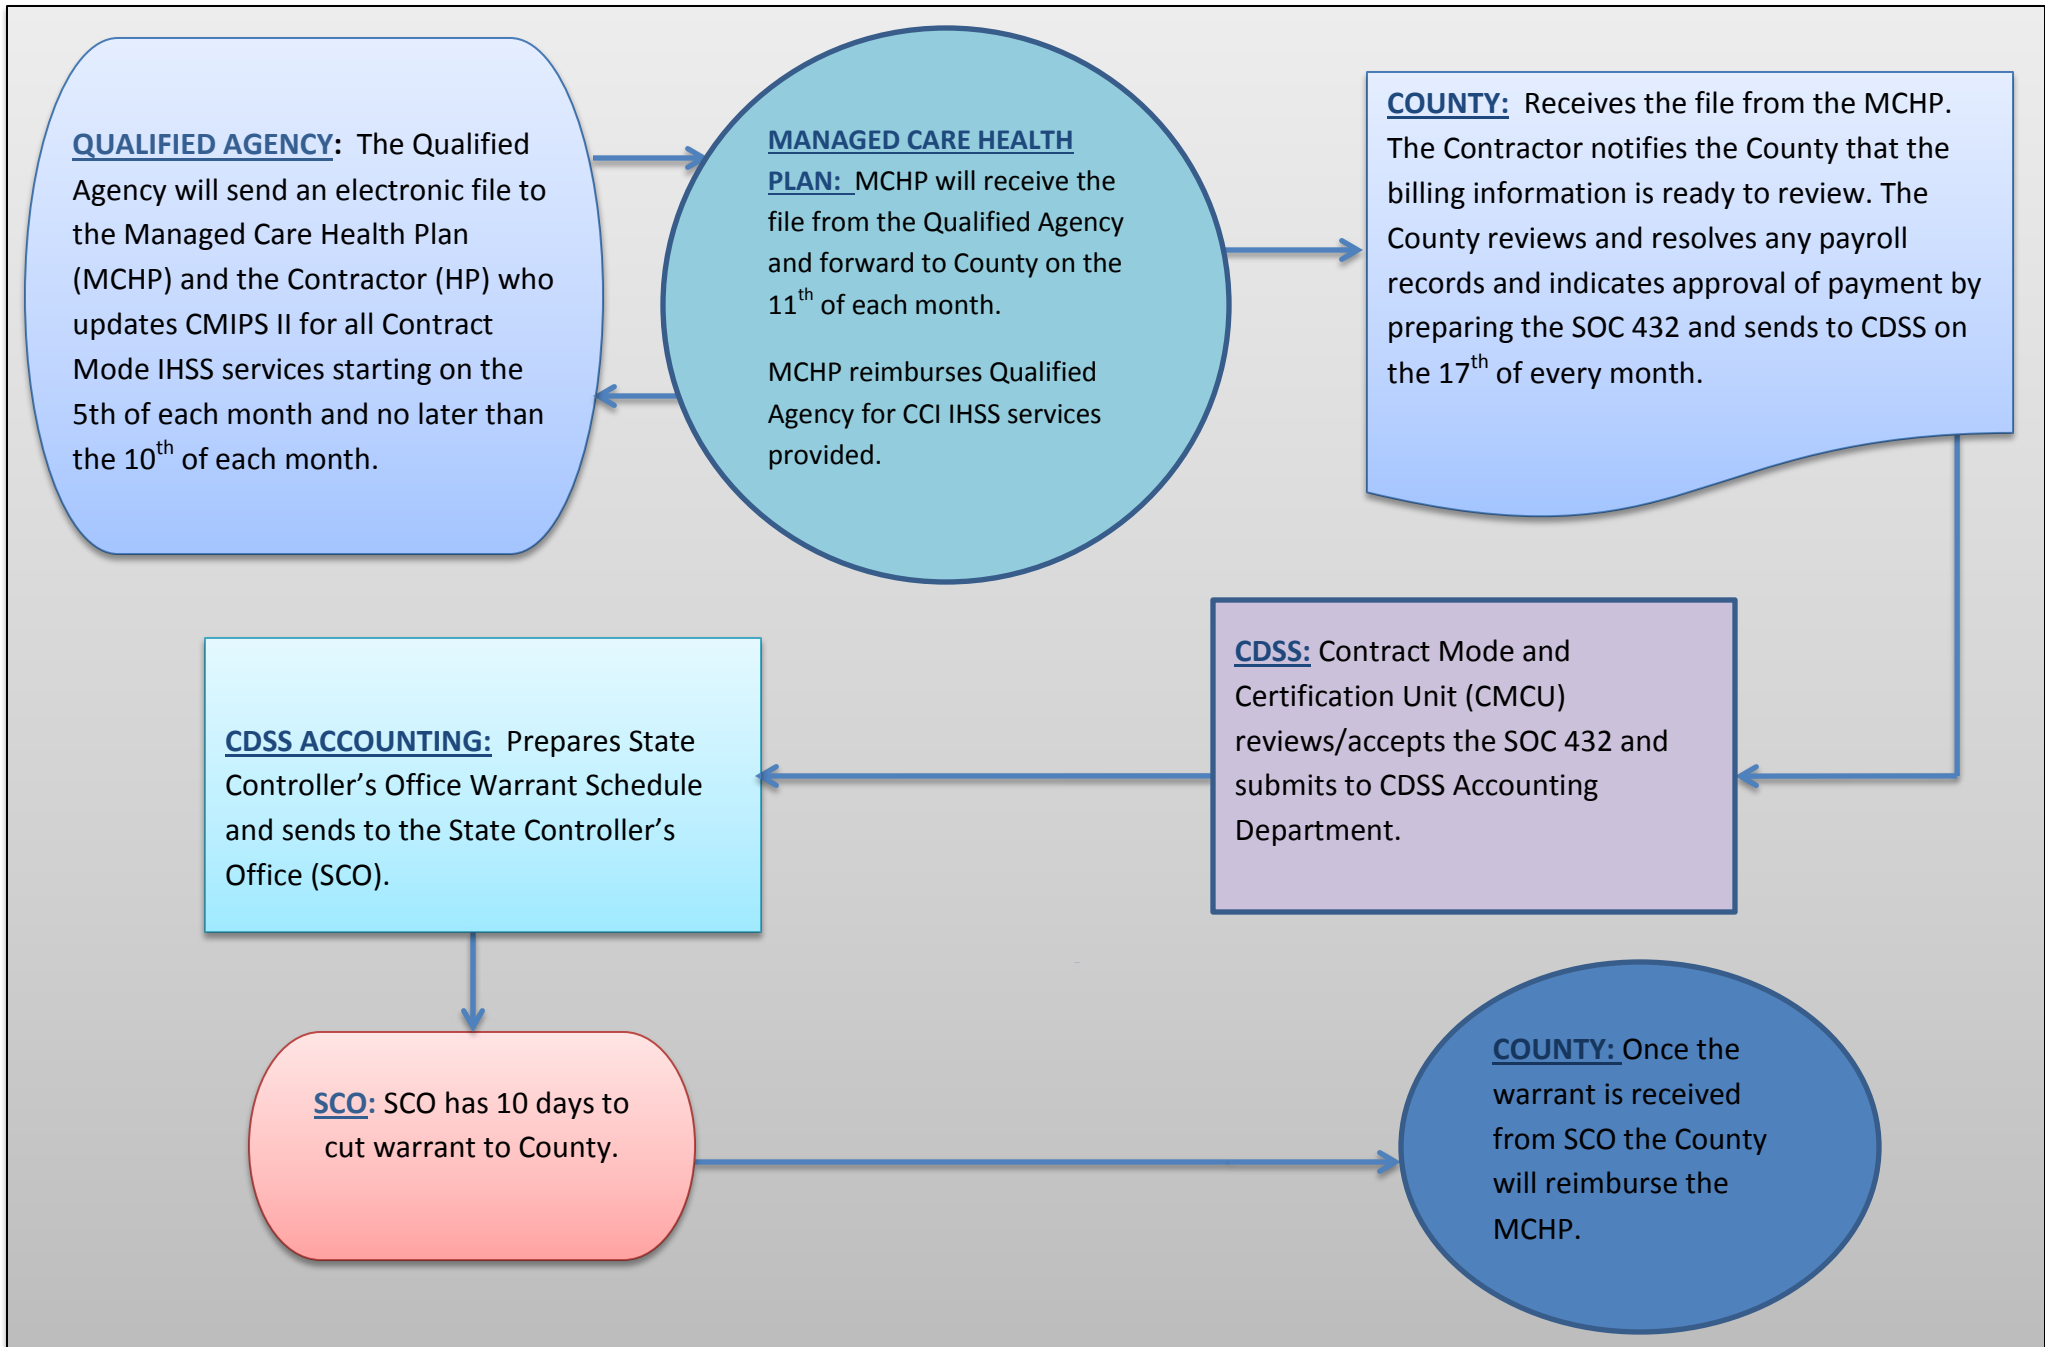 QUALIFIED AGENCY: The Qualified
Agency will send an electronic file to
the Managed Care Health Plan
(MCHP) and the Contractor (HP) who
updates CMIPS II for all Contract
Mode IHSS services starting on the
5th of each month and no later than
the 10th of each month.
MANAGED CARE HEALTH
PLAN: MCHP will receive the
file from the Qualified Agency
and forward to County on the
11th of each month.
MCHP reimburses Qualified
Agency for CCI IHSS services
provided.
COUNTY: Receives the file from the MCHP.
The Contractor notifies the County that the
billing information is ready to review. The
County reviews and resolves any payroll
records and indicates approval of payment by
preparing the SOC 432 and sends to CDSS on
the 17th of every month.
CDSS: Contract Mode and
Certification Unit (CMCU)
reviews/accepts the SOC 432 and
submits to CDSS Accounting
Department.
CDSS ACCOUNTING: Prepares State
Controller’s Office Warrant Schedule
and sends to the State Controller’s
Office (SCO).
SCO: SCO has 10 days to
cut warrant to County.
COUNTY: Once the
warrant is received
from SCO the County
will reimburse the
MCHP.